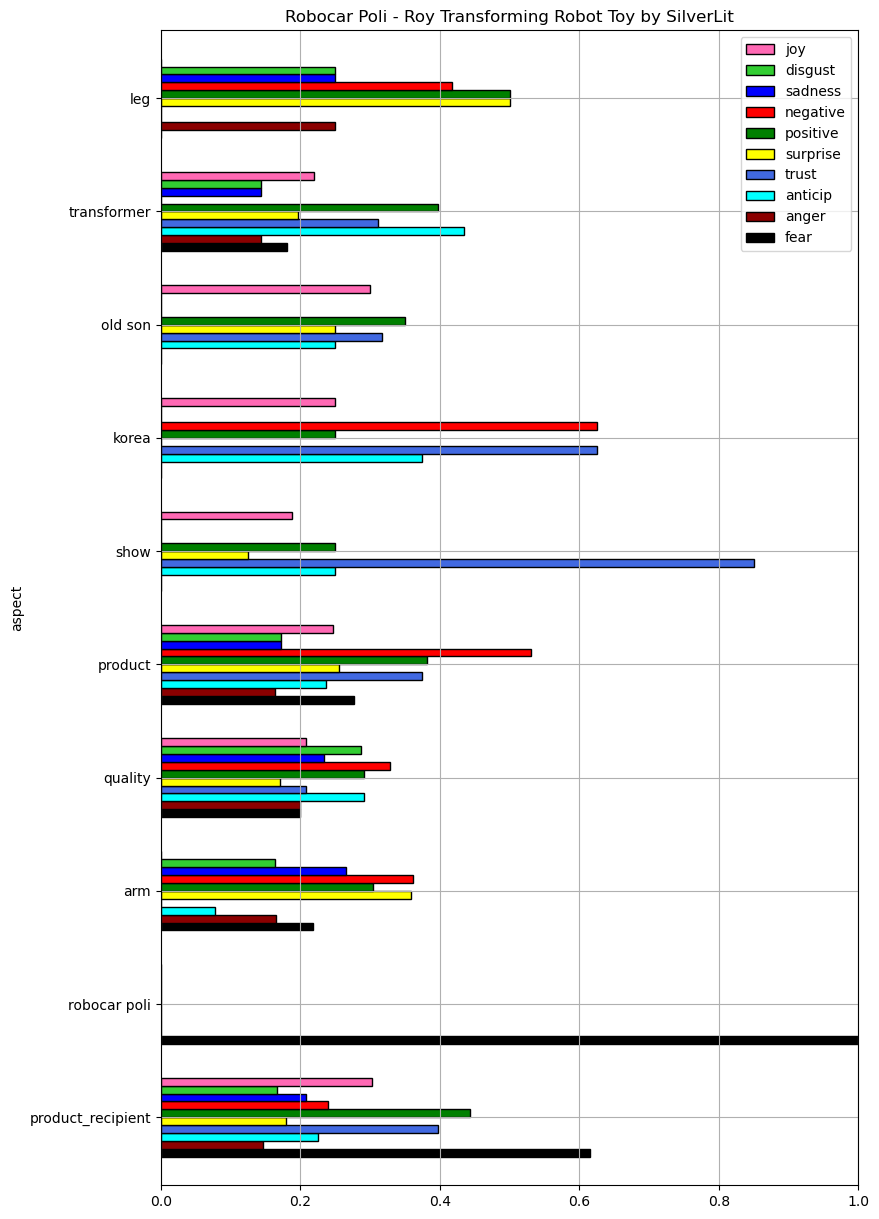 Robocar Poli - Roy Transforming Robot Toy by SilverLit
joy
disgust
sadness
negative
positive
surprise
trust
anticip
anger
fear
leg
transformer
old son
korea
show
product
quality
arm
robocar poli
product_recipient
aspect
0.0 0.2 0.4 0.6 0.8 1.0